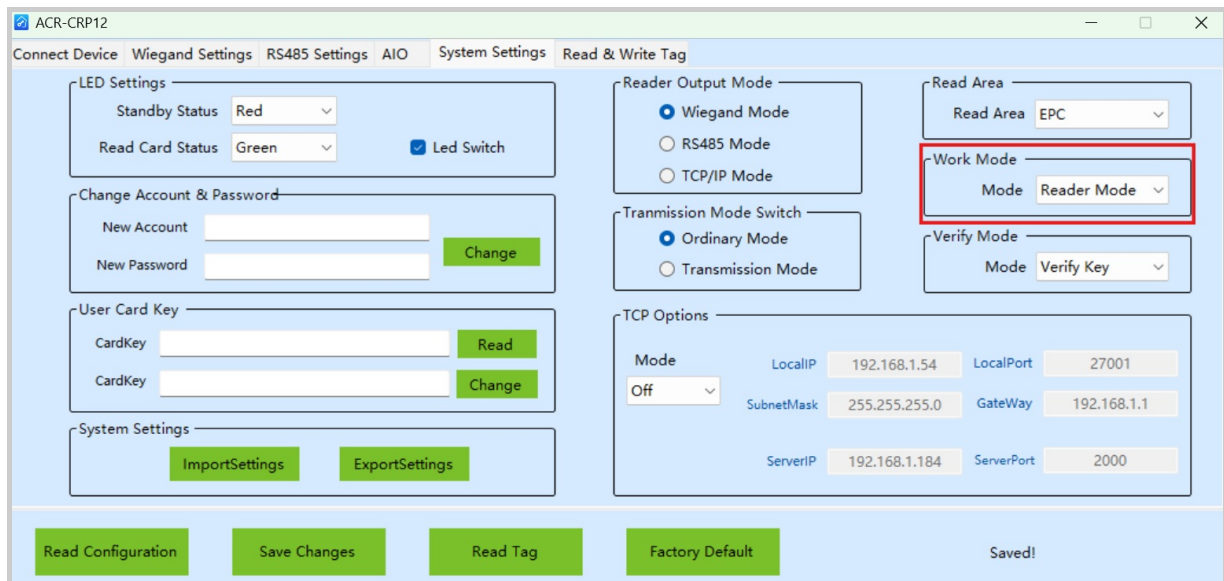 ACR-CRP12
Connect Device Wiegand Settings RS485 Settings AIO System Settings Read & Write Tag
LED Settings
Standby Status Red
Read Card Status Green
Led Switch
Change Account & Password
New Account
New Password
Change
User Card Key
CardKey
Read
CardKey
Change
System Settings
ImportSettings ExportSettings
Reader Output Mode
Wiegand Mode
RS485 Mode
TCP/IP Mode
Tranmission Mode Switch
Ordinary Mode
Transmission Mode
Read Area
Read Area EPC
Work Mode
Mode Reader Mode
Verify Mode
Mode Verify Key
TCP Options
Mode
Off
LocalIP 192.168.1.54 LocalPort 27001
SubnetMask 255.255.255.0 GateWay 192.168.1.1
ServerIP 192.168.1.184 ServerPort 2000
Read Configuration Save Changes Read Tag Factory Default Saved!